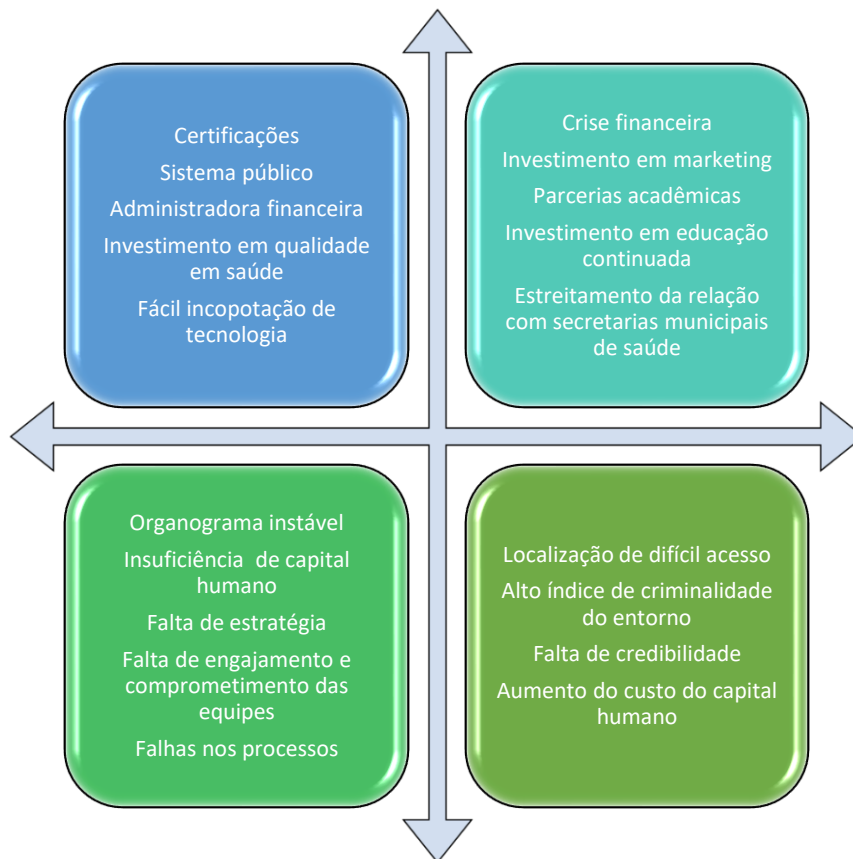 Certificações
Sistema público
Administradora financeira
Investimento em qualidade
em saúde
Fácil incopotação de
tecnologia
Crise financeira
Investimento em marketing
Parcerias acadêmicas
Investimento em educação
continuada
Estreitamento da relação
com secretarias municipais
de saúde
Organograma instável
Insuficiência de capital
humano
Falta de estratégia
Falta de engajamento e
comprometimento das
equipes
Falhas nos processos
Localização de difícil acesso
Alto índice de criminalidade
do entorno
Falta de credibilidade
Aumento do custo do capital
humano